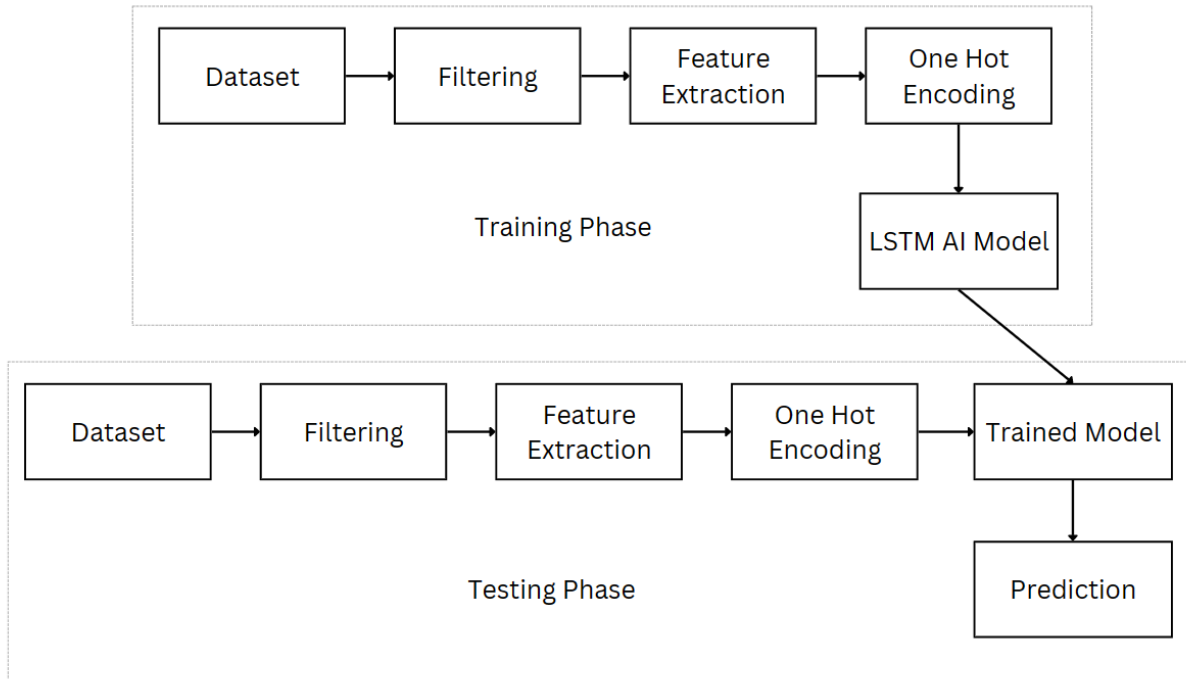 Dataset
Filtering
Feature
Extraction
One Hot
Encoding
Training Phase
LSTM AI Model
Dataset
Filtering
Feature
Extraction
One Hot
Encoding
Trained Model
Testing Phase
Prediction